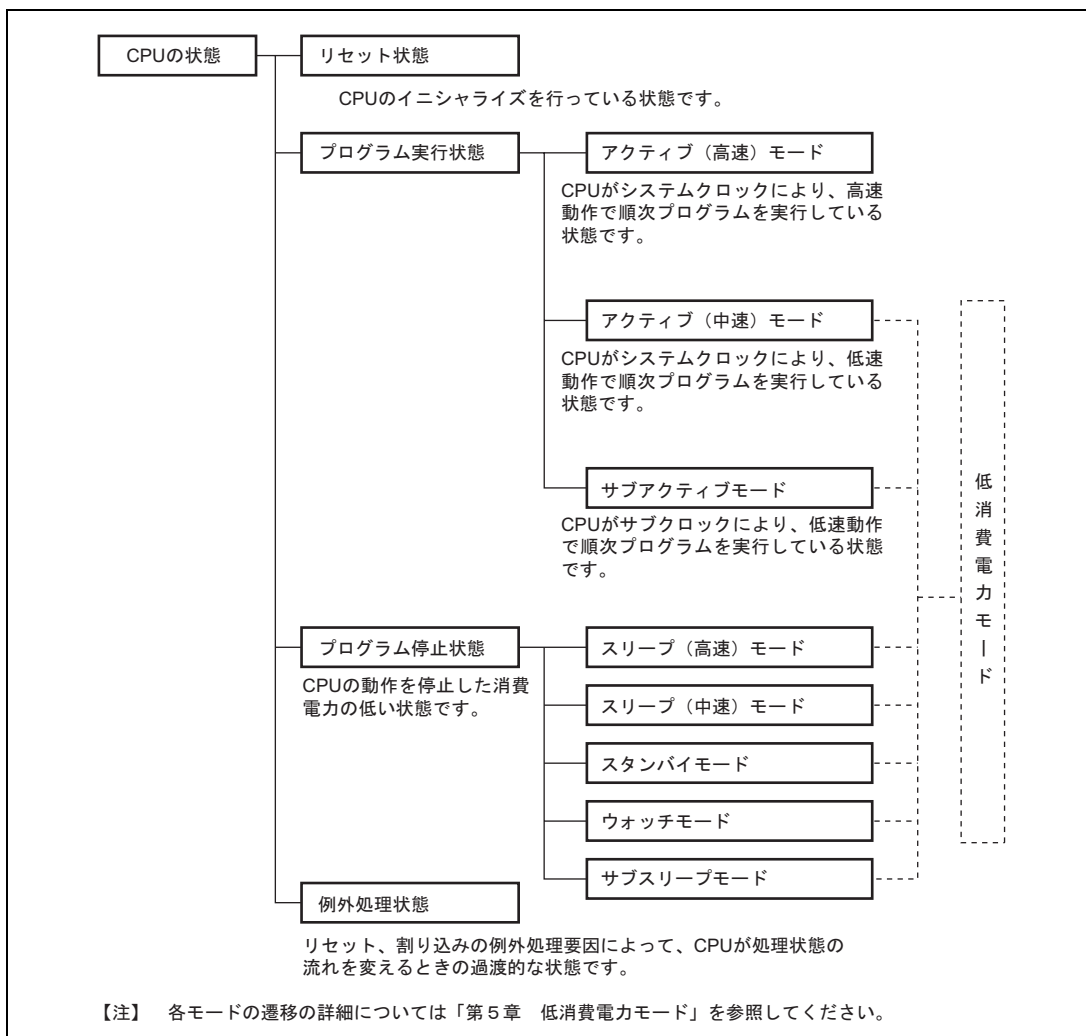 CPUの状態
リセット状態
CPUのイニシャライズを行っている状態です。
プログラム実行状態
アクティブ（高速）モード
CPUがシステムクロックにより、高速
動作で順次プログラムを実行している
状態です。
アクティブ（中速）モード
CPUがシステムクロックにより、低速
動作で順次プログラムを実行している
状態です。
サブアクティブモード
CPUがサブクロックにより、低速動作
で順次プログラムを実行している状態
です。
低消費電力モード
プログラム停止状態
CPUの動作を停止した消費
電力の低い状態です。
スリープ（高速）モード
スリープ（中速）モード
スタンバイモード
ウォッチモード
サブスリープモード
例外処理状態
リセット、割り込みの例外処理要因によって、CPUが処理状態の
流れを変えるときの過渡的な状態です。
【注】 各モードの遷移の詳細については「第５章 低消費電力モード」を参照してください。